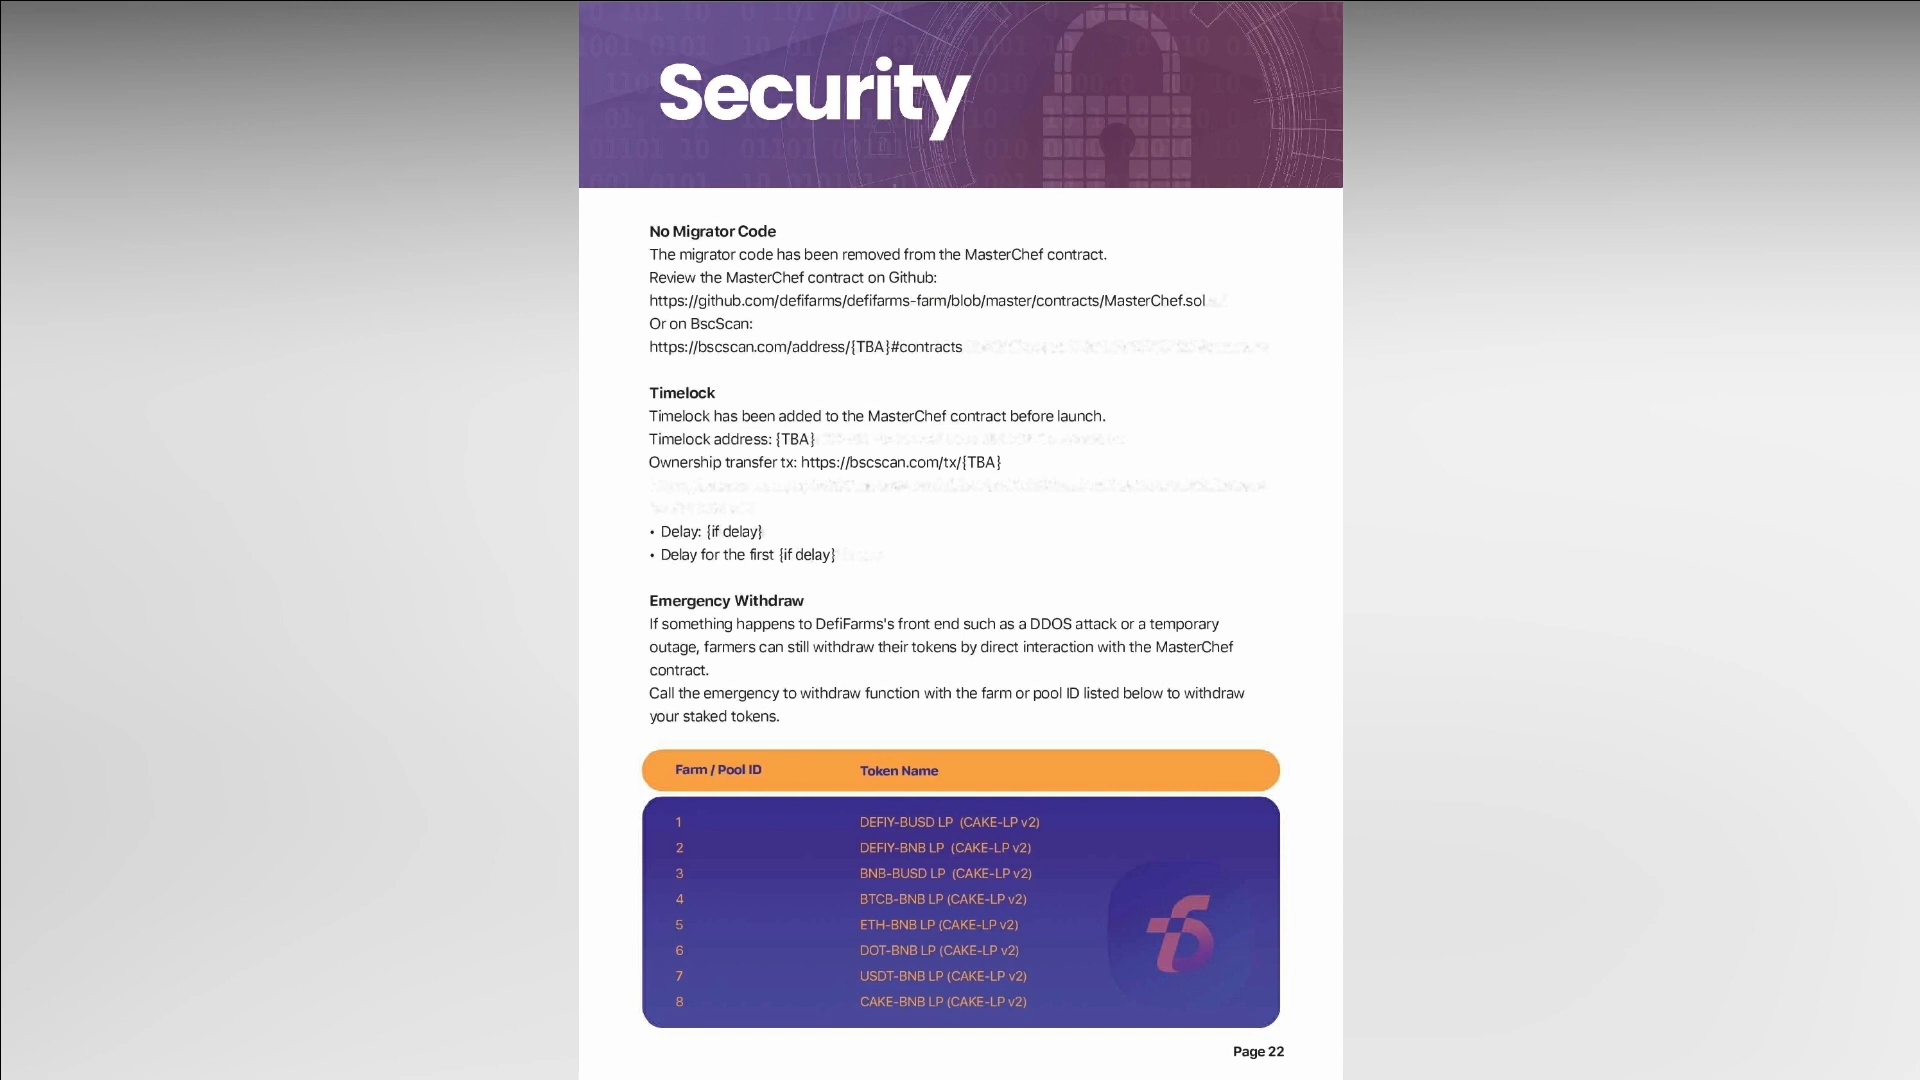 Security
No Migrator Code
The migrator code has been removed from the MasterChef contract.
Review the MasterChef contract on Github:
https://github.com/defifarms/defifarms-farm/blob/master/contracts/MasterChef.sol
Or on BscScan:
https://bscscan.com/address/{TBA}#contracts
Timelock
Timelock has been added to the MasterChef contract before launch.
Timelock address: {TBA}
Ownership transfer tx: https://bscscan.com/tx/{TBA}
• Delay: {if delay}
• Delay for the first {if delay}
Emergency Withdraw
If something happens to DefiFarms's front end such as a DDOS attack or a temporary
outage, farmers can still withdraw their tokens by direct interaction with the MasterChef
contract.
Call the emergency to withdraw function with the farm or pool ID listed below to withdraw
your staked tokens.
Farm / Pool ID Token Name
1 DEFIY-BUSD LP (CAKE-LP v2)
2 DEFIY-BNB LP (CAKE-LP v2)
3 BNB-BUSD LP (CAKE-LP v2)
4 BTCB-BNB LP (CAKE-LP v2)
5 ETH-BNB LP (CAKE-LP v2)
6 DOT-BNB LP (CAKE-LP v2)
7 USDT-BNB LP (CAKE-LP v2)
8 CAKE-BNB LP (CAKE-LP v2)
Page 22